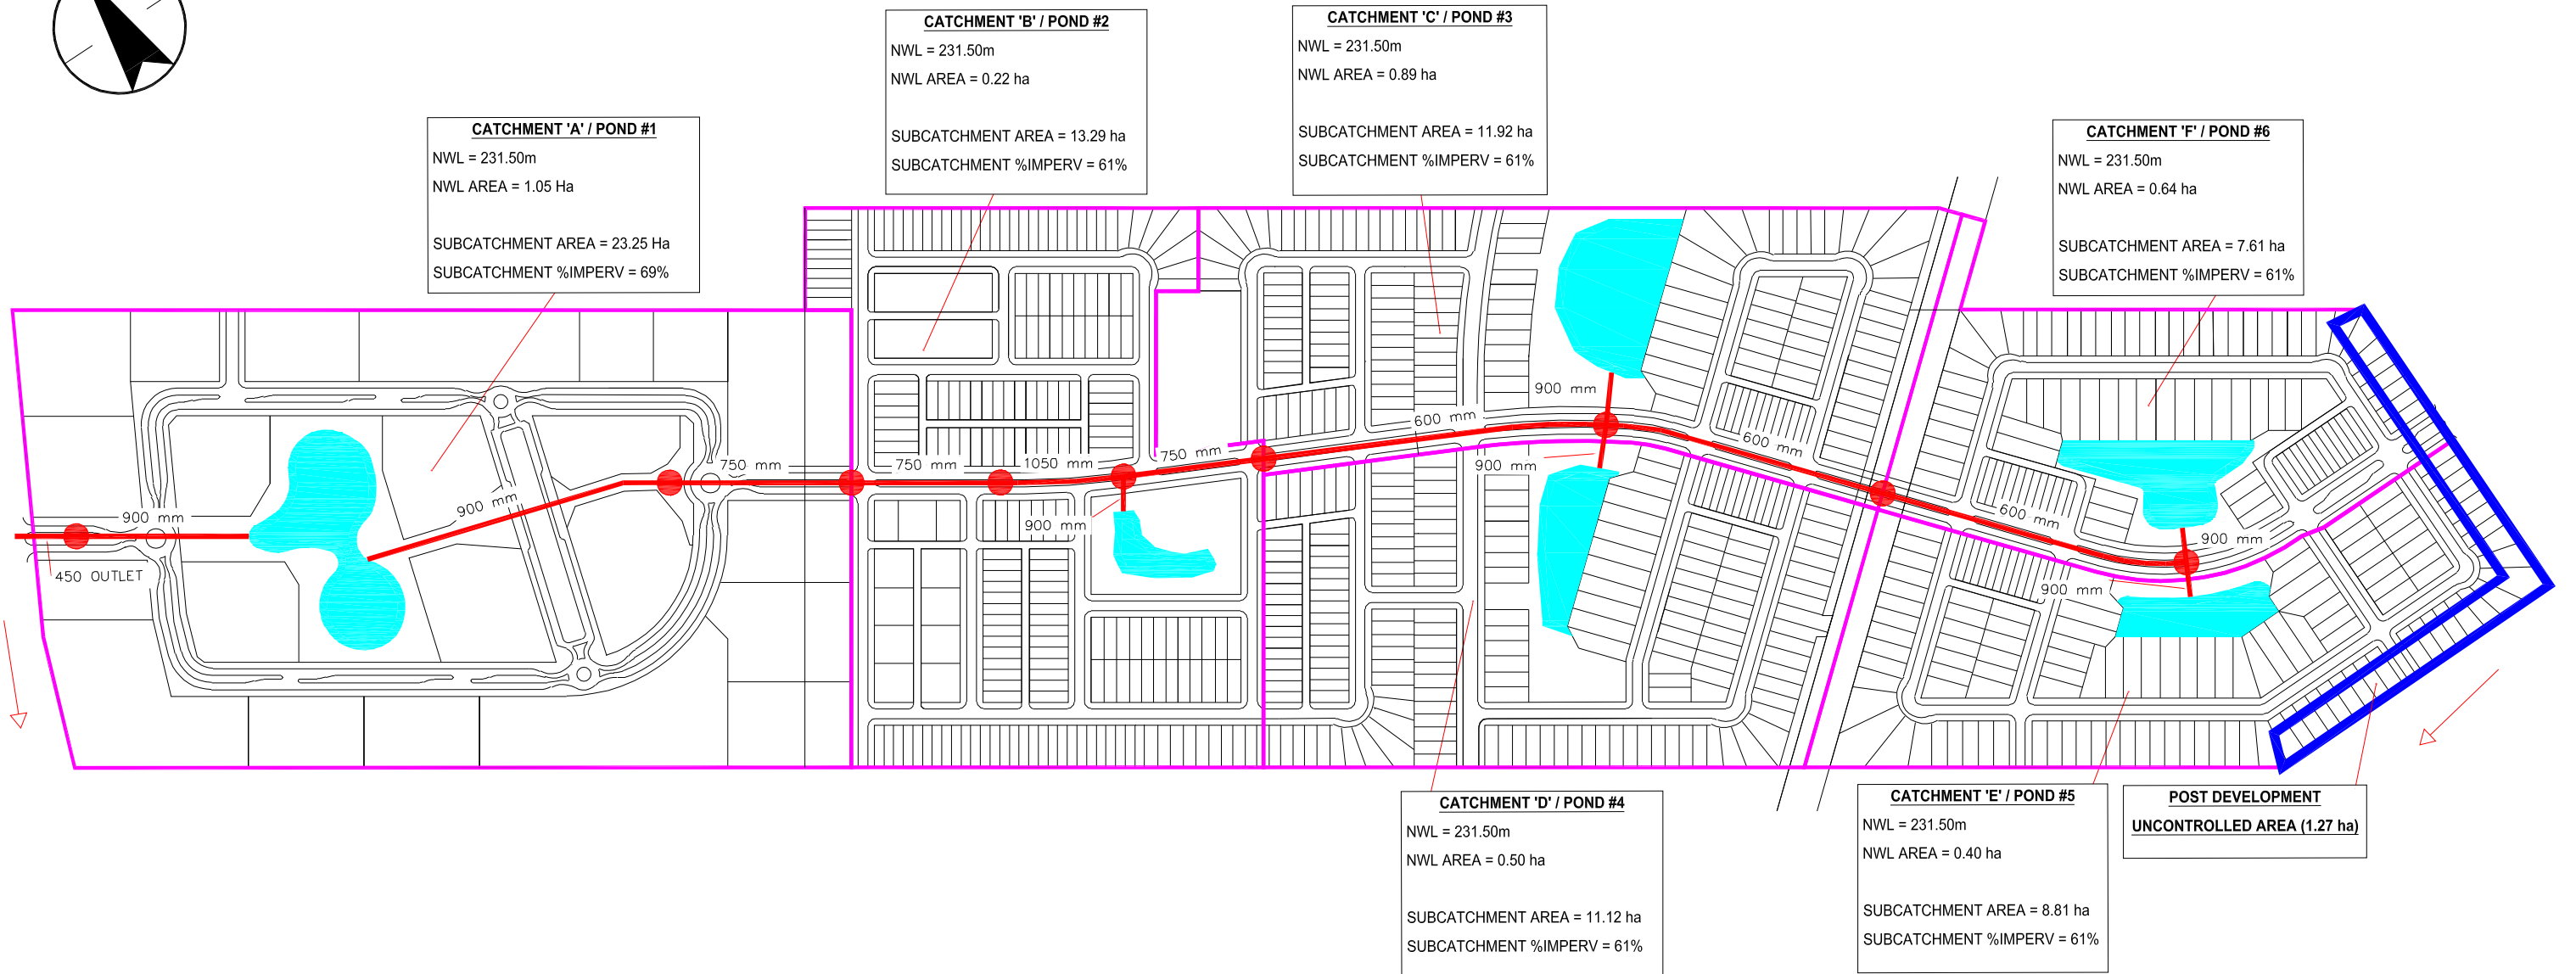 CATCHMENT 'B' / POND #2
NWL = 231.50m
NWL AREA = 0.22 ha
SUBCATCHMENT AREA = 13.29 ha
SUBCATCHMENT %IMPERV = 61%
CATCHMENT 'C' / POND #3
NWL = 231.50m
NWL AREA = 0.89 ha
SUBCATCHMENT AREA = 11.92 ha
SUBCATCHMENT %IMPERV = 61%
CATCHMENT 'A' / POND #1
NWL = 231.50m
NWL AREA = 1.05 Ha
SUBCATCHMENT AREA = 23.25 Ha
SUBCATCHMENT %IMPERV = 69%
CATCHMENT 'F' / POND #6
NWL = 231.50m
NWL AREA = 0.64 ha
SUBCATCHMENT AREA = 7.61 ha
SUBCATCHMENT %IMPERV = 61%
900 mm
600 mm
600 mm
750 mm
1050 mm
750 mm
750 mm
900 mm
900 mm
900 mm
900 mm
600 mm
900 mm
900 mm
450 OUTLET
CATCHMENT 'D' / POND #4
NWL = 231.50m
NWL AREA = 0.50 ha
SUBCATCHMENT AREA = 11.12 ha
SUBCATCHMENT %IMPERV = 61%
CATCHMENT 'E' / POND #5
NWL = 231.50m
NWL AREA = 0.40 ha
SUBCATCHMENT AREA = 8.81 ha
SUBCATCHMENT %IMPERV = 61%
POST DEVELOPMENT
UNCONTROLLED AREA (1.27 ha)